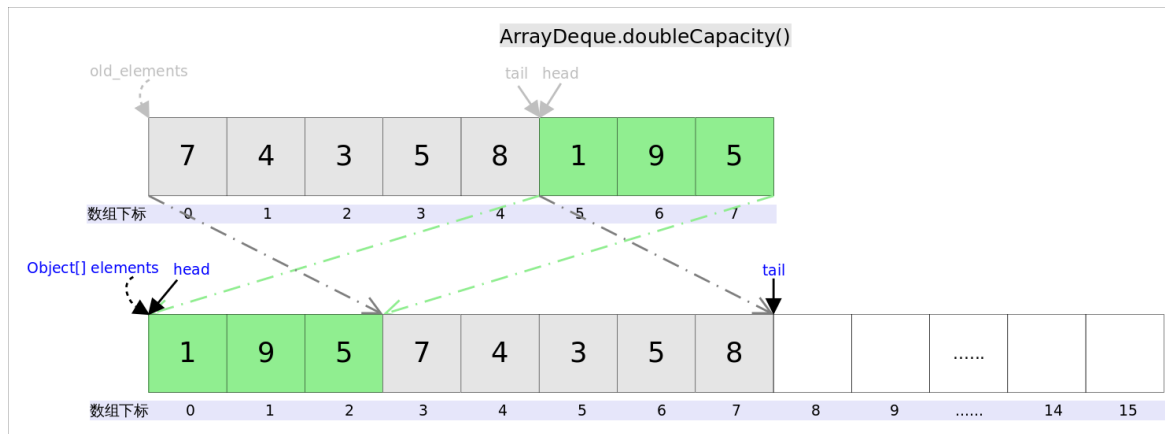 ArrayDeque.doubleCapacity()
old_elements
tail head
7 4 3 5 8 1 9 5
数组下标 0 1 2 3 4 5 6 7
Object[] elements head tail
1 9 5 7 4 3 5 8 ......
数组下标 0 1 2 3 4 5 6 7 8 9 ...... 14 15